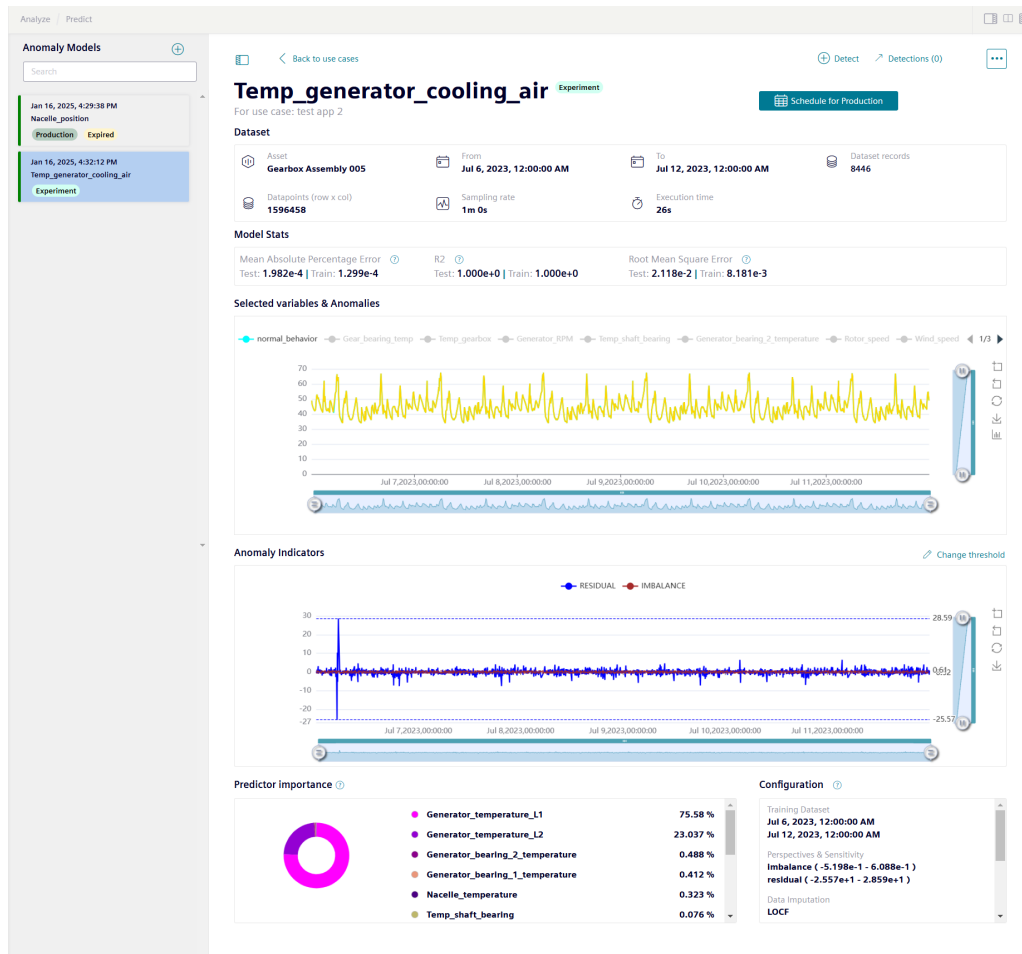 Analyze / Predict
Anomaly Models
Search
Jan 16, 2025, 4:29:38 PM
Nacelle_position
Production Expired
Jan 16, 2025, 4:32:12 PM
Temp_generator_cooling_air
Experiment
Back to use cases
Detect
Detections (0)
Temp_generator_cooling_air Experiment
For use case: test app 2
Schedule for Production
Dataset
Asset
Gearbox Assembly 005
From
Jul 6, 2023, 12:00:00 AM
To
Jul 12, 2023, 12:00:00 AM
Dataset records
8446
Datapoints (row x col)
1596458
Sampling rate
1m 0s
Execution time
26s
Model Stats
Mean Absolute Percentage Error ?
Test: 1.982e-4 | Train: 1.299e-4
R2 ?
Test: 1.000e+0 | Train: 1.000e+0
Root Mean Square Error ?
Test: 2.118e-2 | Train: 8.181e-3
Selected variables & Anomalies
normal_behavior Gear_bearing_temp Temp_gearbox Generator_RPM Temp_shaft_bearing Generator_bearing_2_temperature Rotor_speed Wind_speed 1/3
70
60
50
40
30
20
10
0
Jul 7,2023,00:00:00 Jul 8,2023,00:00:00 Jul 9,2023,00:00:00 Jul 10,2023,00:00:00 Jul 11,2023,00:00:00
Anomaly Indicators
Change threshold
RESIDUAL IMBALANCE
30
20
10
0
-10
-20
-27
28.59
0.61
-25.57
Jul 7,2023,00:00:00 Jul 8,2023,00:00:00 Jul 9,2023,00:00:00 Jul 10,2023,00:00:00 Jul 11,2023,00:00:00
Predictor importance ?
Generator_temperature_L1 75.58 %
Generator_temperature_L2 23.037 %
Generator_bearing_2_temperature 0.488 %
Generator_bearing_1_temperature 0.412 %
Nacelle_temperature 0.323 %
Temp_shaft_bearing 0.076 %
Configuration ?
Training Dataset
Jul 6, 2023, 12:00:00 AM
Jul 12, 2023, 12:00:00 AM
Perspectives & Sensitivity
Imbalance ( -5.198e-1 - 6.088e-1 )
residual ( -2.557e+1 - 2.859e+1 )
Data Imputation
LOCF